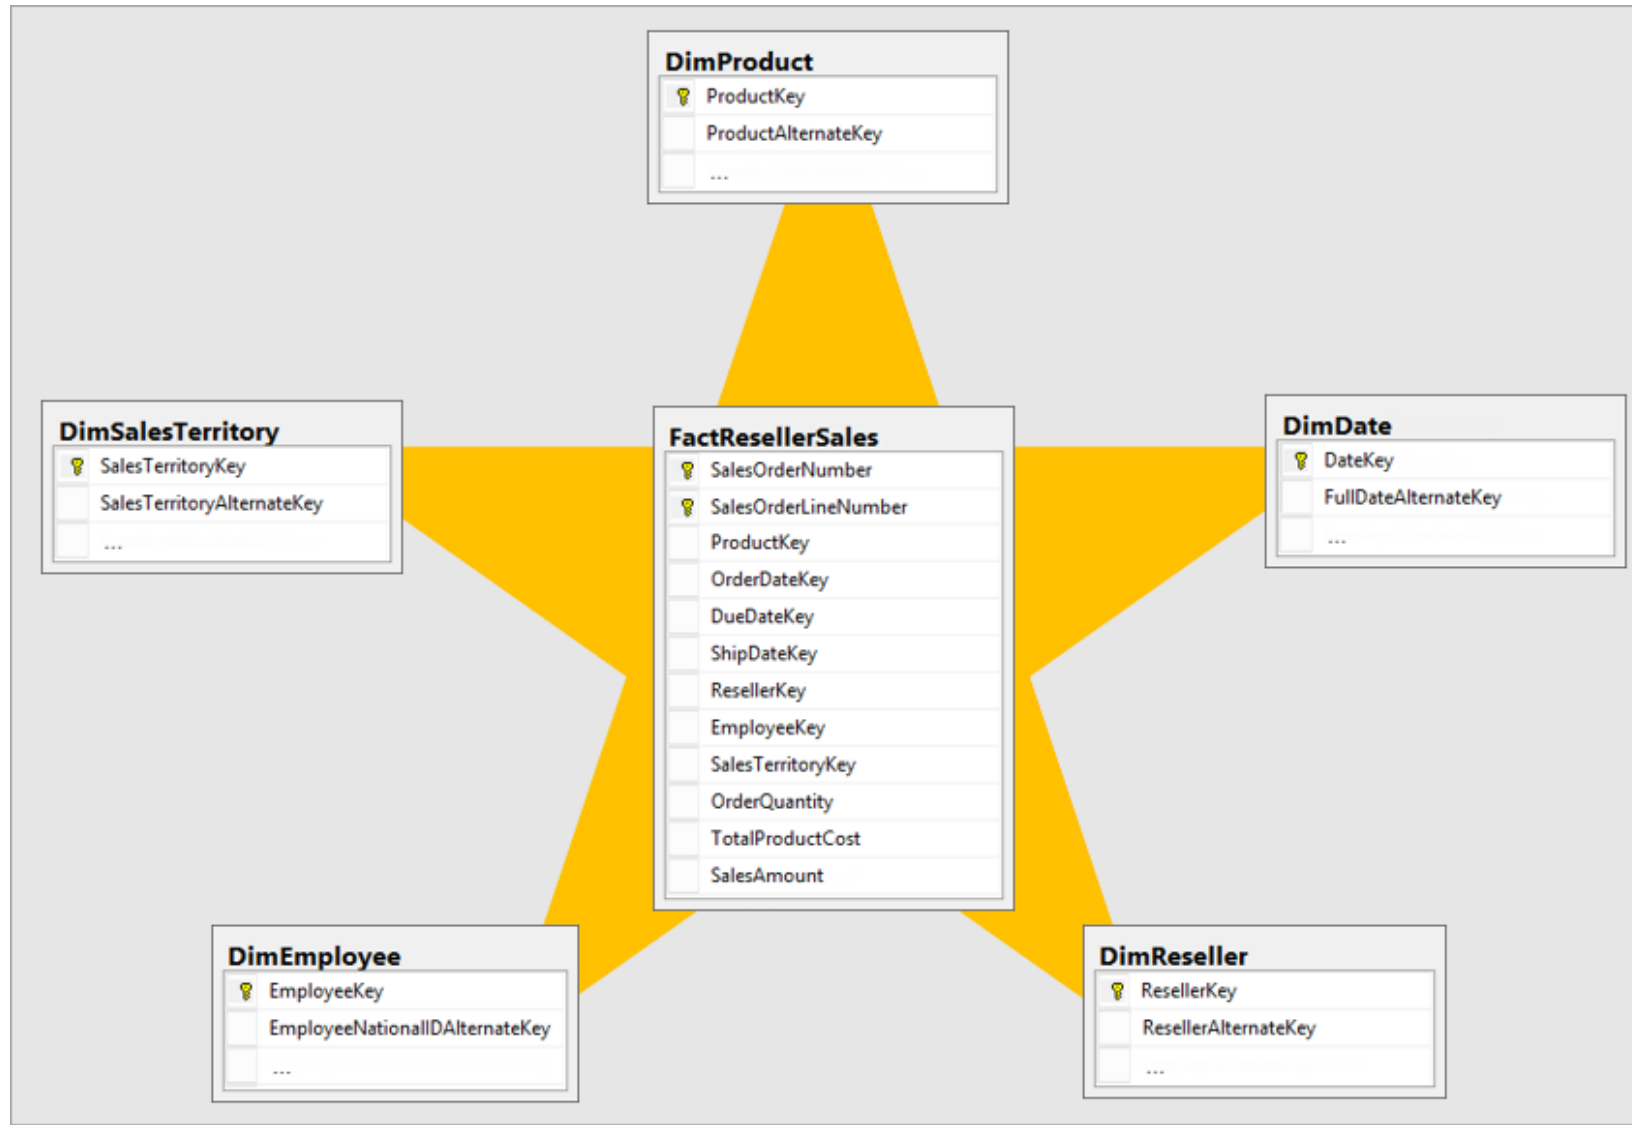 DimProduct
ProductKey
ProductAlternateKey
...
DimSalesTerritory
SalesTerritoryKey
SalesTerritoryAlternateKey
...
FactResellerSales
SalesOrderNumber
SalesOrderLineNumber
ProductKey
OrderDateKey
DueDateKey
ShipDateKey
ResellerKey
EmployeeKey
SalesTerritoryKey
OrderQuantity
TotalProductCost
SalesAmount
DimDate
DateKey
FullDateAlternateKey
...
DimEmployee
EmployeeKey
EmployeeNationalIDAlternateKey
...
DimReseller
ResellerKey
ResellerAlternateKey
...